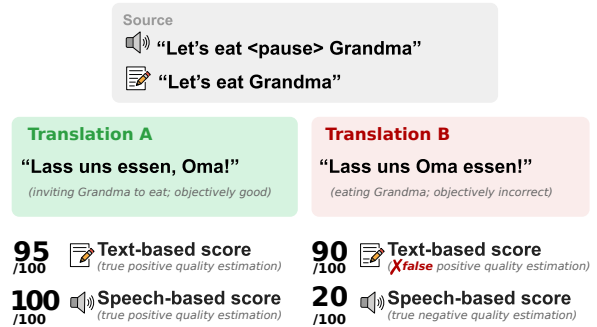 Source
“Let’s eat <pause> Grandma”
“Let’s eat Grandma”
Translation A
“Lass uns essen, Oma!”
(inviting Grandma to eat; objectively good)
Translation B
“Lass uns Oma essen!”
(eating Grandma; objectively incorrect)
95
/100
Text-based score
(true positive quality estimation)
100
/100
Speech-based score
(true positive quality estimation)
90
/100
Text-based score
(✗false positive quality estimation)
20
/100
Speech-based score
(true negative quality estimation)